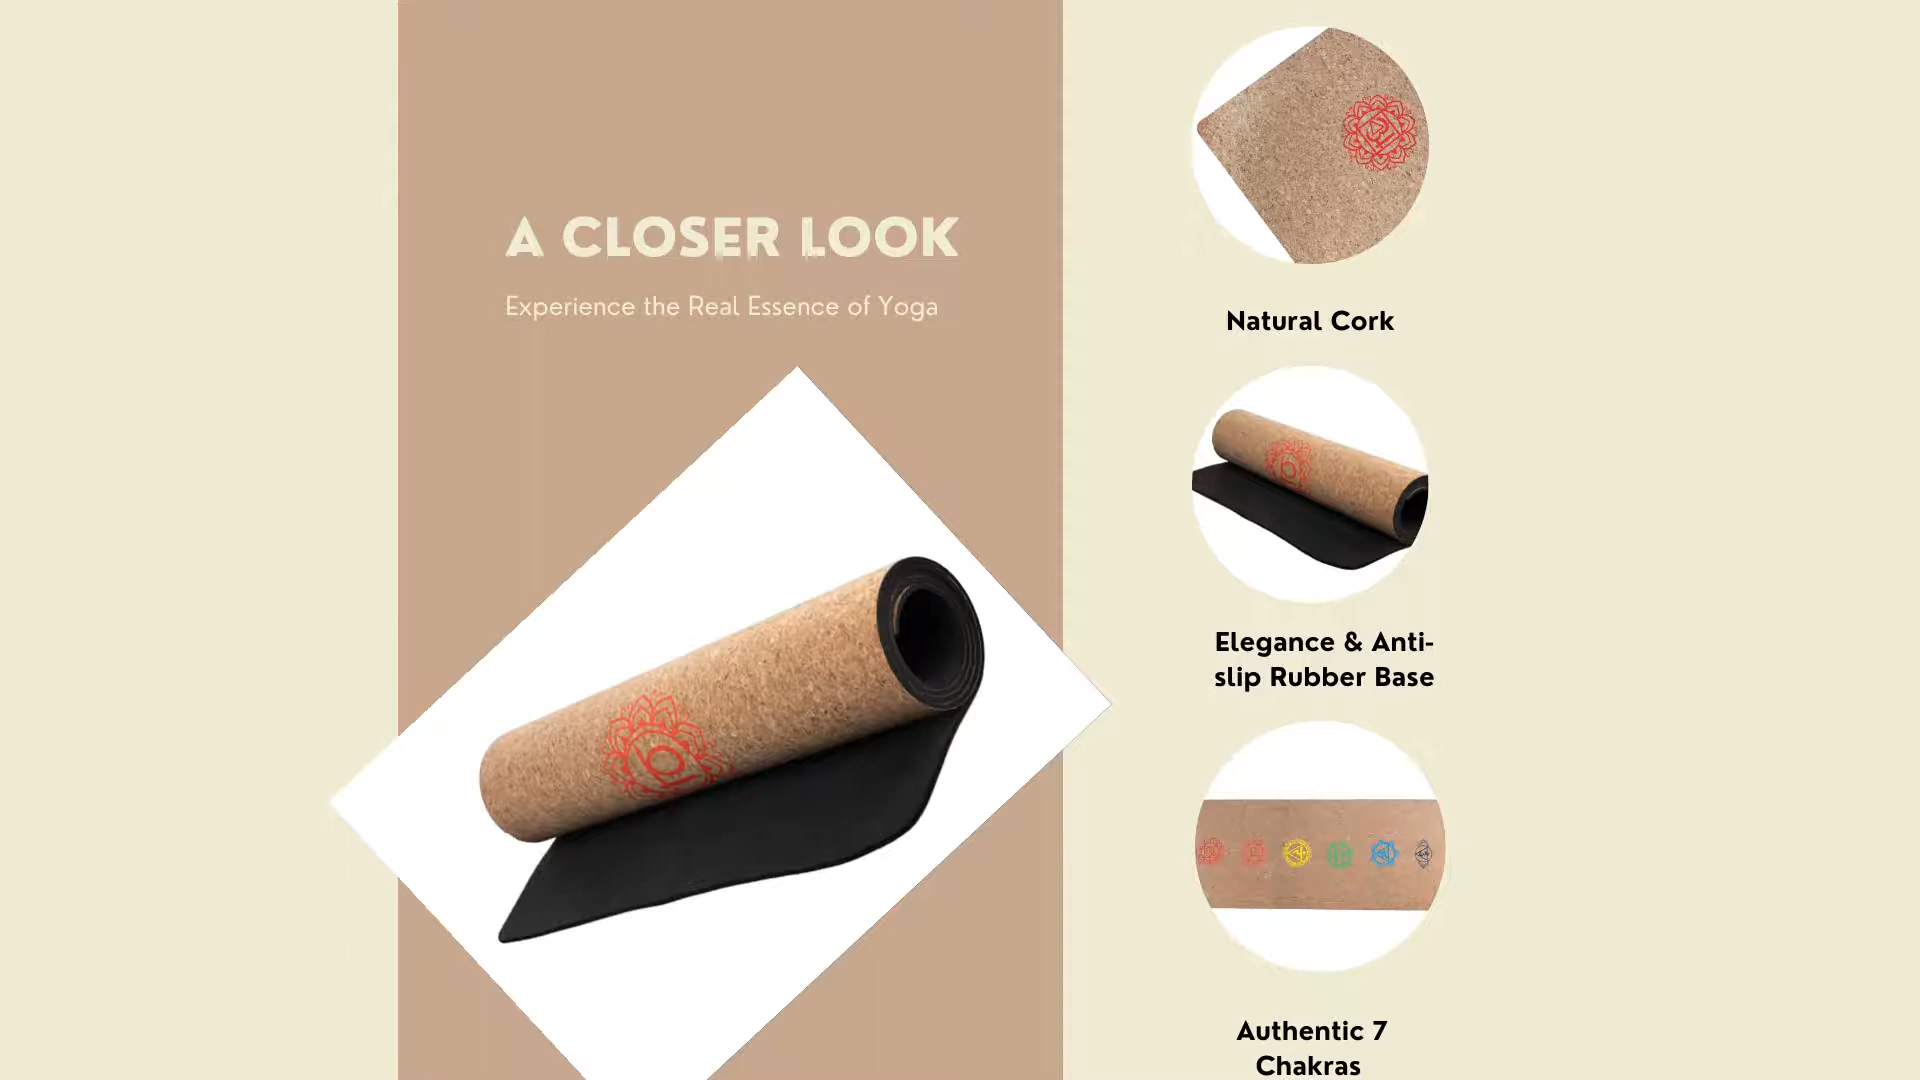 A CLOSER LOOK
Experience the Real Essence of Yoga
Natural Cork
Elegance & Anti-
slip Rubber Base
Authentic 7
Chakras